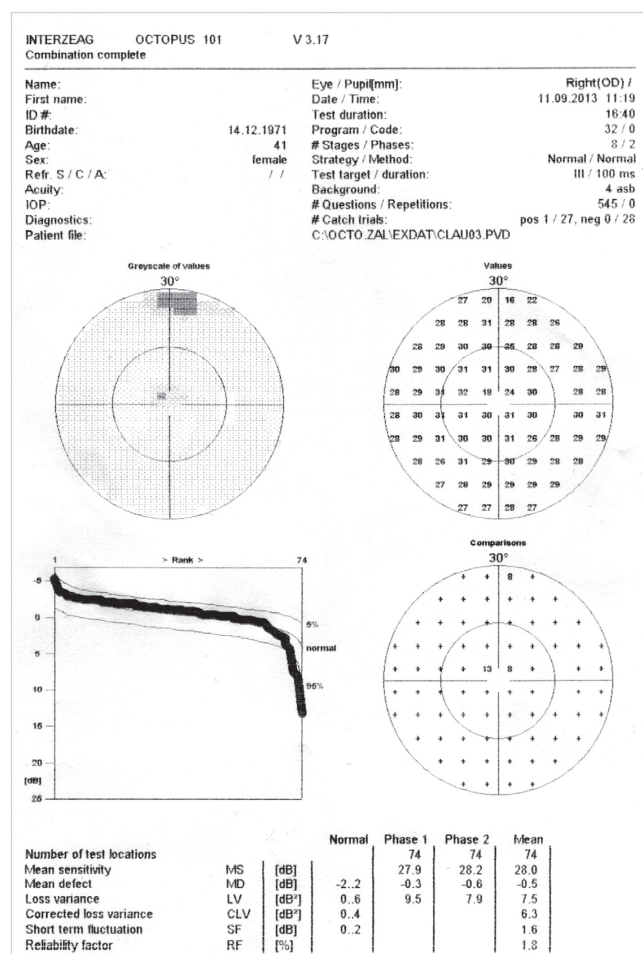 INTERZEAG OCTOPUS 101 V 3.17
Combination complete
Name: Eye / Pupil[mm]: Right(OD) /
First name: Date / Time: 11.09.2013 11:19
ID #: Test duration: 16:40
Birthdate: 14.12.1971 Program / Code: 32 / 0
Age: 41 # Stages / Phases: 8 / 2
Sex: female Strategy / Method: Normal / Normal
Refr. S / C / A: / / Test target / duration: III / 100 ms
Acuity: Background: 4 asb
IOP: # Questions / Repetitions: 545 / 0
Diagnostics: # Catch trials: pos 1 / 27, neg 0 / 28
Patient file: C:\OCTO.ZAL\EXDAT\CLAU03.PVD
Greyscale of values
30°
Values
30°
27 20 16 22
28 28 31 28 28 26
28 29 30 30 25 28 28 29
30 29 30 31 31 30 28 27 28 29
28 29 31 32 18 24 30 28 28
28 30 31 31 30 31 30 30 31
28 29 31 30 30 31 26 28 29 29
28 26 31 29 30 29 28 28
27 28 29 29 29 29
27 27 28 27
1 > Rank > 74
-5
0
5
10
15
20
[dB]
25
5%
normal
95%
Comparisons
30°
+ + 8 +
+ + + + + +
+ + + + + + + +
+ + + + + + + + + +
+ + + + 13 8 + + +
+ + + + + + + + +
+ + + + + + + + + +
+ + + + + + + +
+ + + + + +
+ + + +
Normal Phase 1 Phase 2 Mean
Number of test locations 74 74 74
Mean sensitivity MS [dB] 27.9 28.2 28.0
Mean defect MD [dB] -2..2 -0.3 -0.6 -0.5
Loss variance LV [dB²] 0..6 9.5 7.9 7.5
Corrected loss variance CLV [dB²] 0..4 6.3
Short term fluctuation SF [dB] 0..2 1.6
Reliability factor RF [%] 1.8